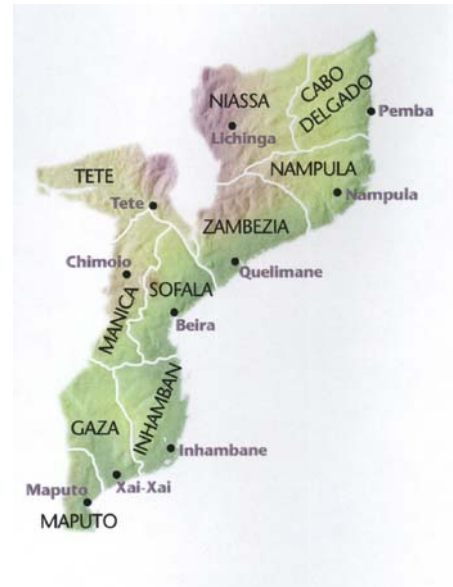 CABO
DELGADO
NIASSA
Pemba
Lichinga
NAMPULA
TETE
Nampula
Tete
ZAMBEZIA
Chimoio
Quelimane
SOFALA
MANICA
Beira
INHAMBAN
GAZA
Inhambane
Maputo
Xai-Xai
MAPUTO